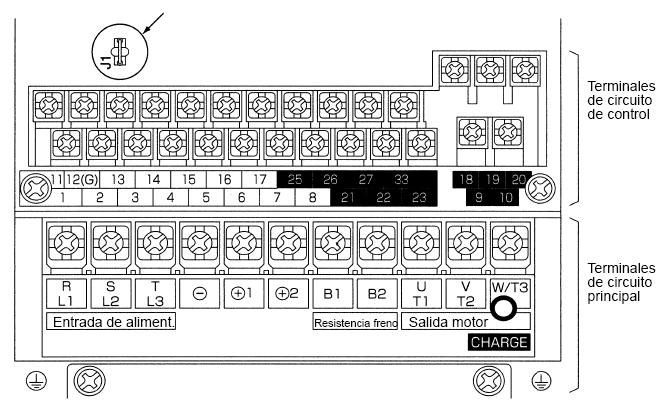 J1
Terminales
de circuito
de control
11 12(G) 13 14 15 16 17 25 26 27 33 18 19 20
1 2 3 4 5 6 7 8 21 22 23 9 10
Terminales
de circuito
principal
R S T ⊖ ⊕1 ⊕2 B1 B2 U V W/T3
L1 L2 L3 T1 T2
Entrada de aliment. Resistencia freno Salida motor
CHARGE